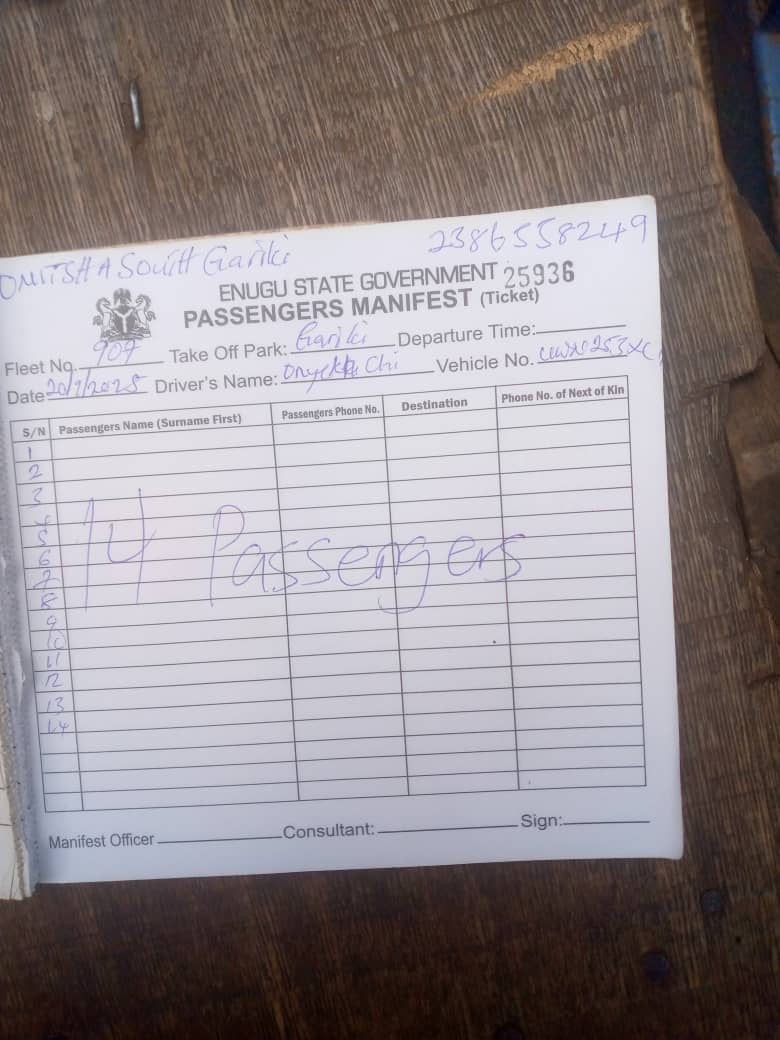 ONITSHA South Gariki 2386558249
ENUGU STATE GOVERNMENT 25936
PASSENGERS MANIFEST (Ticket)
Fleet No. 907 Take Off Park: Gariki Departure Time:
Date 20/7/2025 Driver's Name: Chi Vehicle No.
S/N Passengers Name (Surname First) Passengers Phone No. Destination Phone No. of Next of Kin
1
2
3
4
5
6
7
8
14 Passengers
9
10
11
12
13
14
Manifest Officer Consultant: Sign: